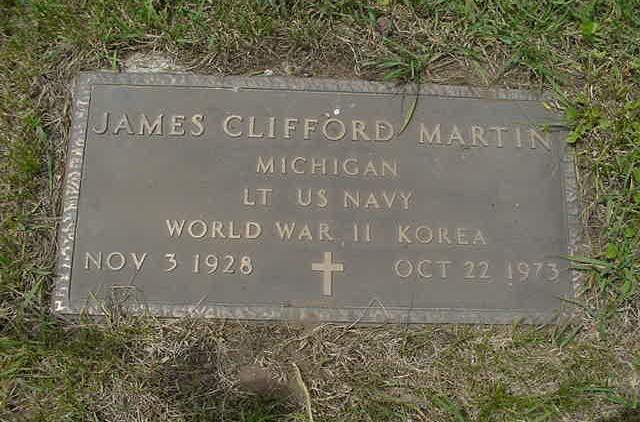 JAMES CLIFFORD MARTIN
MICHIGAN
LT US NAVY
WORLD WAR II KOREA
NOV 3 1928 OCT 22 1973